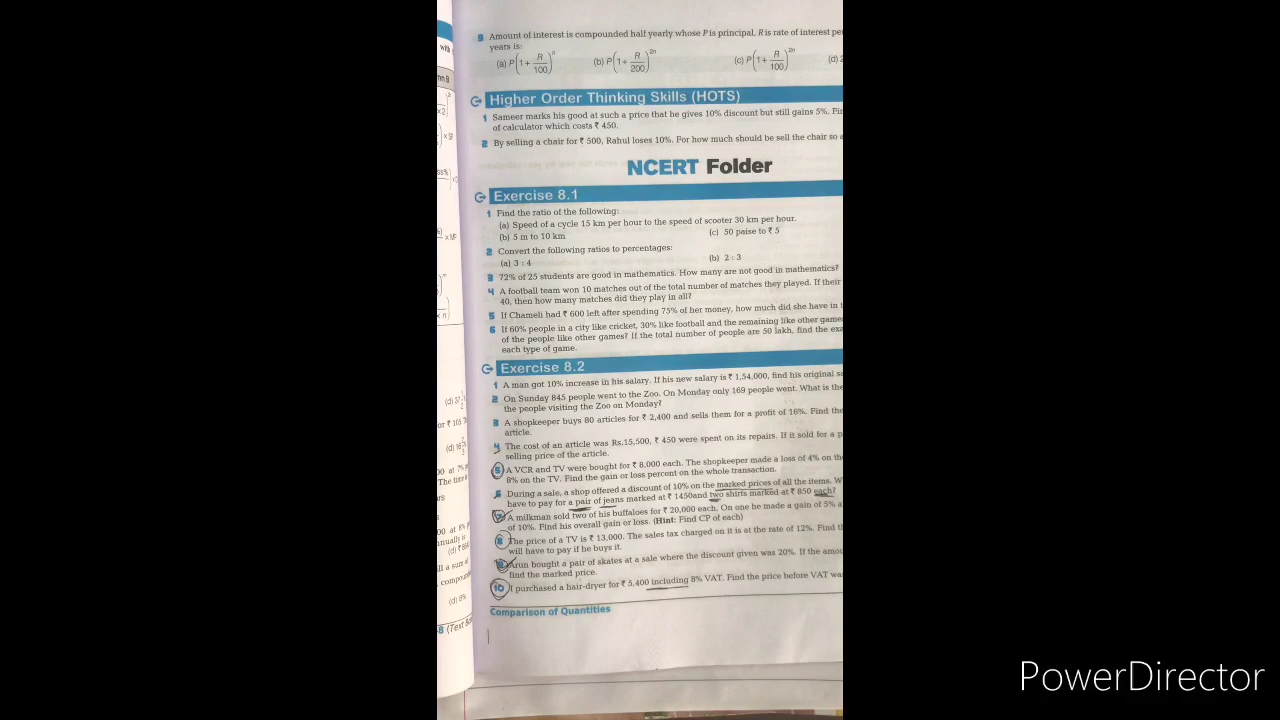 9 Amount of interest is compounded half yearly whose P is principal, R is rate of interest pe
years is:
(a) P(1 + R/100)^n (b) P(1 + R/200)^2n (c) P(1 + R/100)^2n (d)
Higher Order Thinking Skills (HOTS)
1 Sameer marks his good at such a price that he gives 10% discount but still gains 5%. Fi
of calculator which costs ₹ 450.
2 By selling a chair for ₹ 500, Rahul loses 10%. For how much should be sell the chair so
NCERT Folder
Exercise 8.1
1 Find the ratio of the following:
(a) Speed of a cycle 15 km per hour to the speed of scooter 30 km per hour.
(b) 5 m to 10 km (c) 50 paise to ₹ 5
2 Convert the following ratios to percentages:
(a) 3 : 4 (b) 2 : 3
3 72% of 25 students are good in mathematics. How many are not good in mathematics?
4 A football team won 10 matches out of the total number of matches they played. If their
40, then how many matches did they play in all?
5 If Chameli had ₹ 600 left after spending 75% of her money, how much did she have in
6 If 60% people in a city like cricket, 30% like football and the remaining like other game
of the people like other games? If the total number of people are 50 lakh, find the exa
each type of game.
Exercise 8.2
1 A man got 10% increase in his salary. If his new salary is ₹ 1,54,000, find his original sa
2 On Sunday 845 people went to the Zoo. On Monday only 169 people went. What is the
the people visiting the Zoo on Monday?
3 A shopkeeper buys 80 articles for ₹ 2,400 and sells them for a profit of 16%. Find the
article.
4 The cost of an article was Rs.15,500, ₹ 450 were spent on its repairs. If it sold for a p
selling price of the article.
5 A VCR and TV were bought for ₹ 8,000 each. The shopkeeper made a loss of 4% on the
8% on the TV. Find the gain or loss percent on the whole transaction.
6 During a sale, a shop offered a discount of 10% on the marked prices of all the items. W
have to pay for a pair of jeans marked at ₹ 1450and two shirts marked at ₹ 850 each?
7 A milkman sold two of his buffaloes for ₹ 20,000 each. On one he made a gain of 5% a
of 10%. Find his overall gain or loss. (Hint: Find CP of each)
8 The price of a TV is ₹ 13,000. The sales tax charged on it is at the rate of 12%. Find t
will have to pay if he buys it.
9 Arun bought a pair of skates at a sale where the discount given was 20%. If the amou
find the marked price.
10 I purchased a hair-dryer for ₹ 5,400 including 8% VAT. Find the price before VAT wa
Comparison of Quantities
PowerDirector